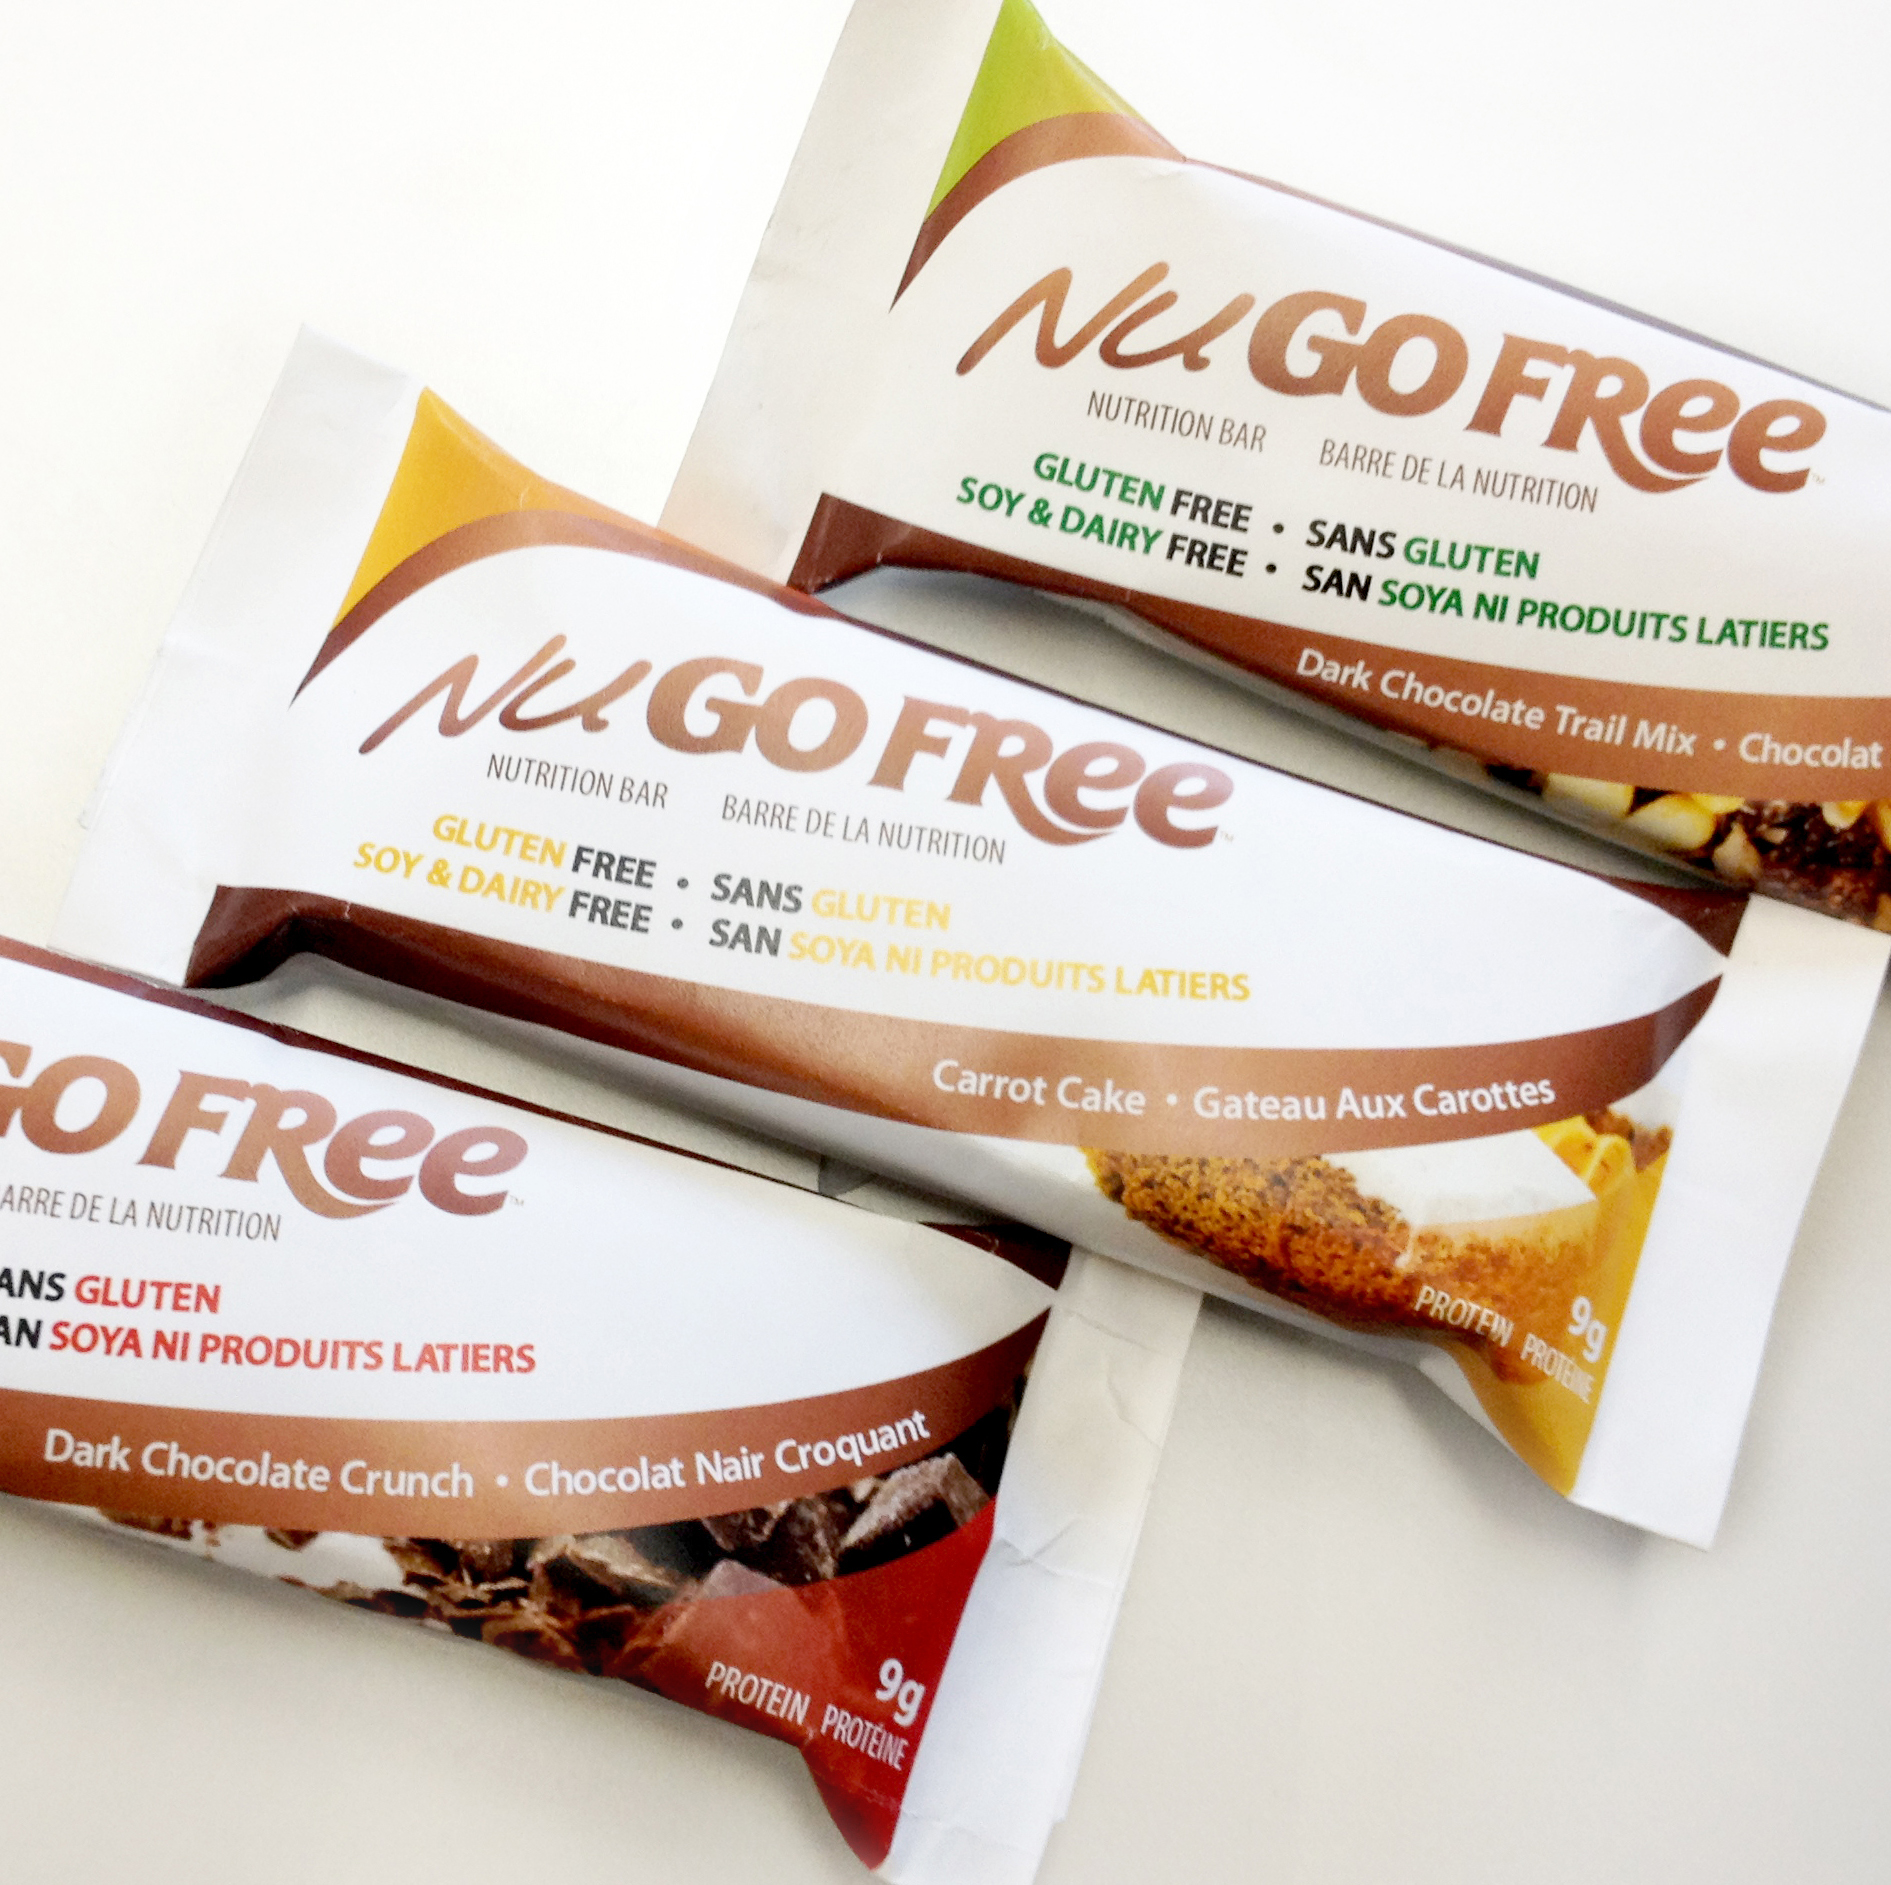 NuGO FRee™
NUTRITION BAR BARRE DE LA NUTRITION
GLUTEN FREE • SANS GLUTEN
SOY & DAIRY FREE • SAN SOYA NI PRODUITS LATIERS
Dark Chocolate Trail Mix • Chocolat
NuGO FRee™
NUTRITION BAR BARRE DE LA NUTRITION
GLUTEN FREE • SANS GLUTEN
SOY & DAIRY FREE • SAN SOYA NI PRODUITS LATIERS
Carrot Cake • Gateau Aux Carottes
9g
PROTEIN PROTÉINE
GO FRee™
ARRE DE LA NUTRITION
ANS GLUTEN
AN SOYA NI PRODUITS LATIERS
Dark Chocolate Crunch • Chocolat Nair Croquant
9g
PROTEIN PROTÉINE